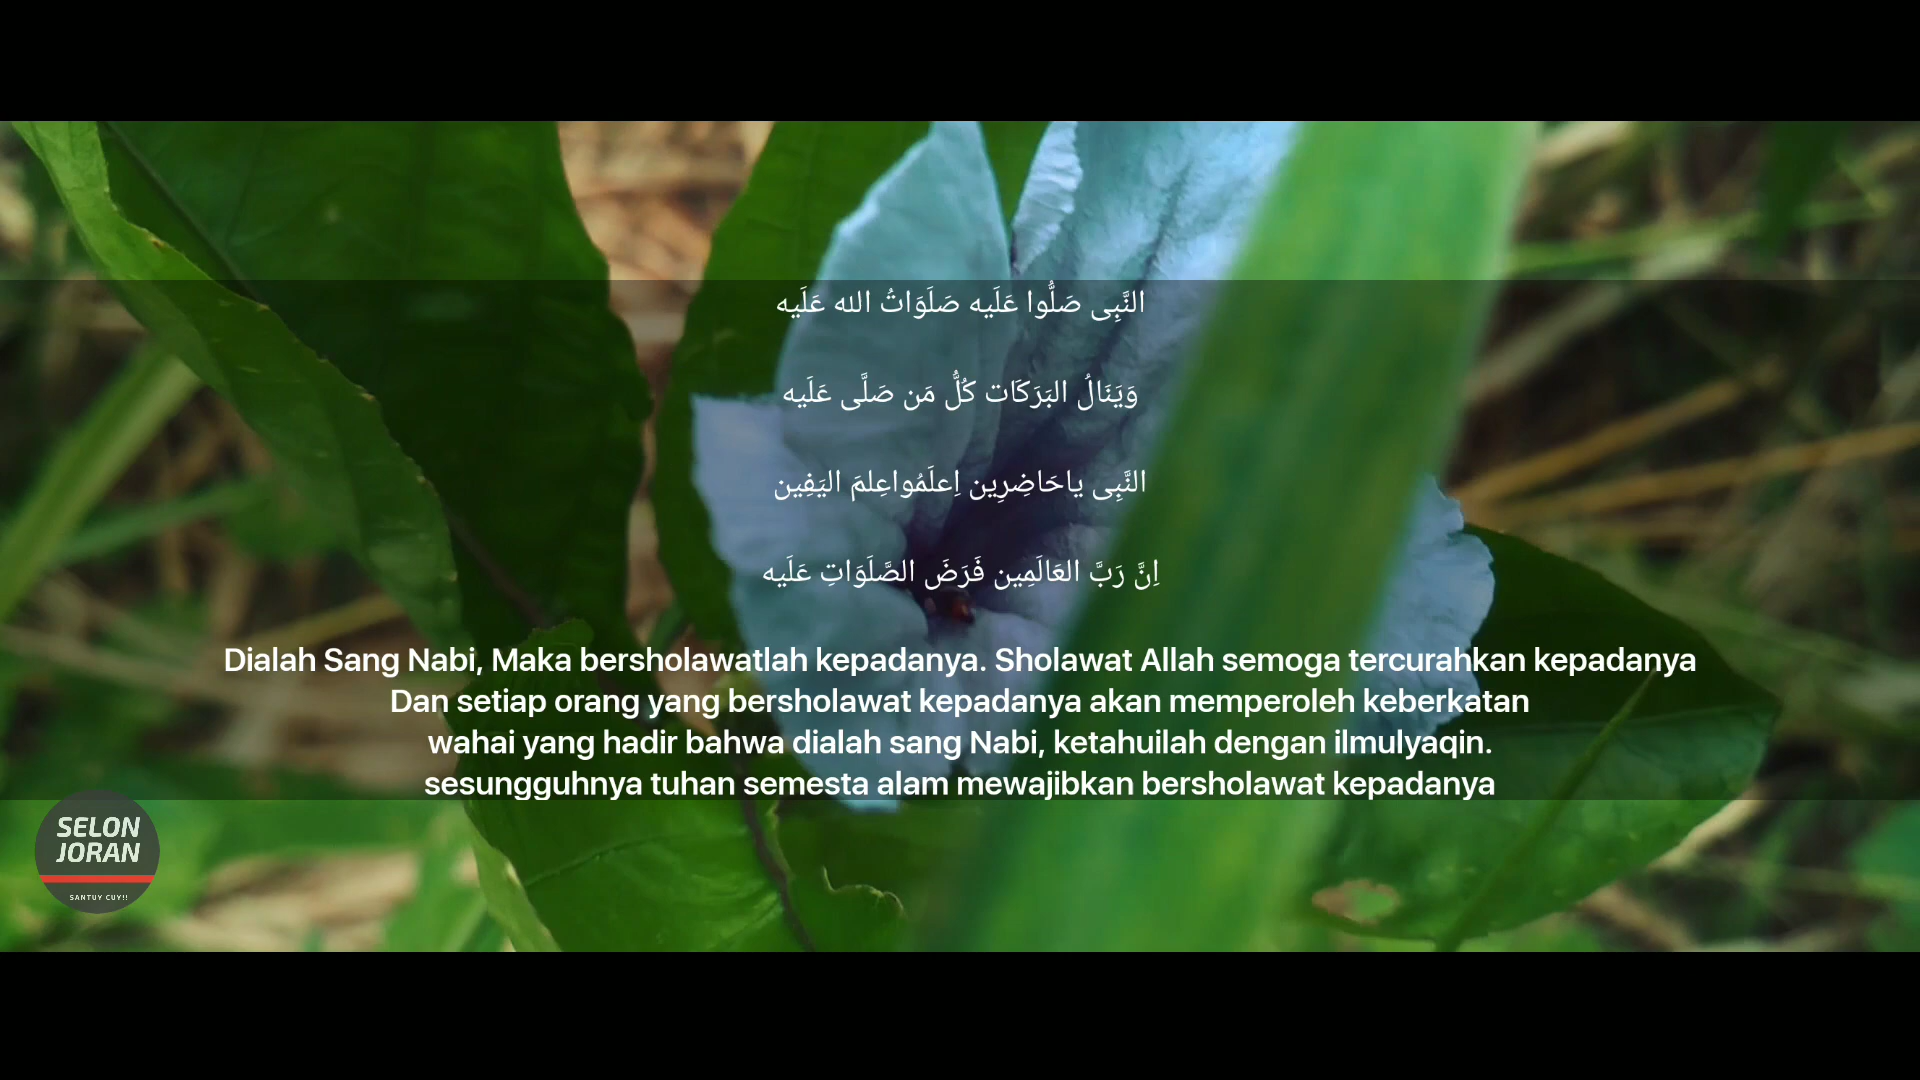 النَّبِى صَلُّوا عَلَيه صَلَوَاتُ الله عَلَيه
وَيَنَالُ البَرَكَات كُلُّ مَن صَلَّى عَلَيه
النَّبِى ياحَاضِرِين اِعلَمُواعِلمَ اليَفِين
اِنَّ رَبَّ العَالَمِين فَرَضَ الصَّلَوَاتِ عَلَيه
Dialah Sang Nabi, Maka bersholawatlah kepadanya. Sholawat Allah semoga tercurahkan kepadanya
Dan setiap orang yang bersholawat kepadanya akan memperoleh keberkatan
wahai yang hadir bahwa dialah sang Nabi, ketahuilah dengan ilmulyaqin.
sesungguhnya tuhan semesta alam mewajibkan bersholawat kepadanya
SELON
JORAN
SANTUY CUY!!